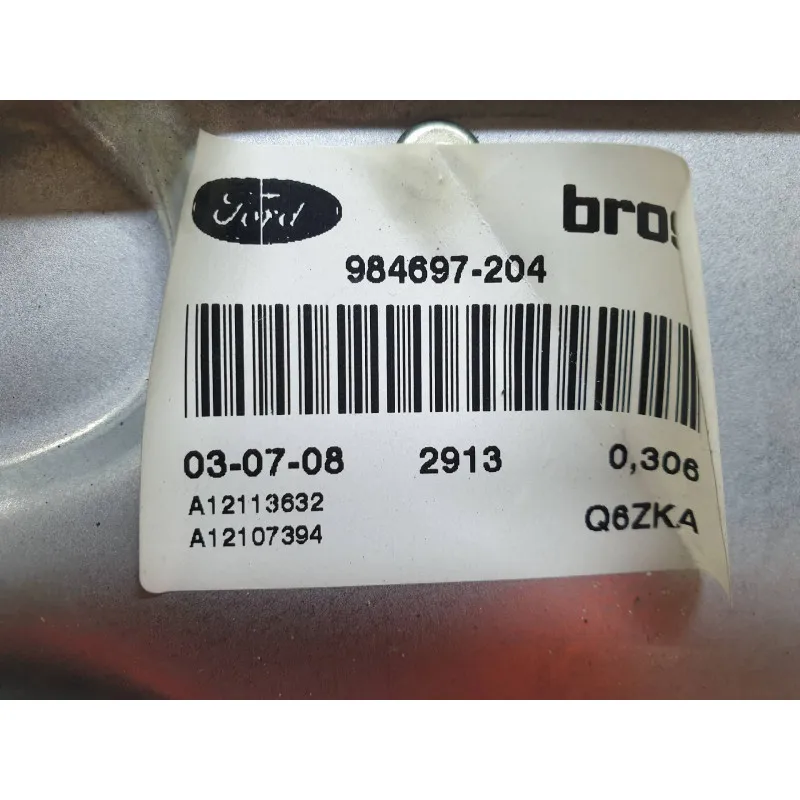 Ford
bros
984697-204
03-07-08 2913 0,306
A12113632
Q6ZKA
A12107394